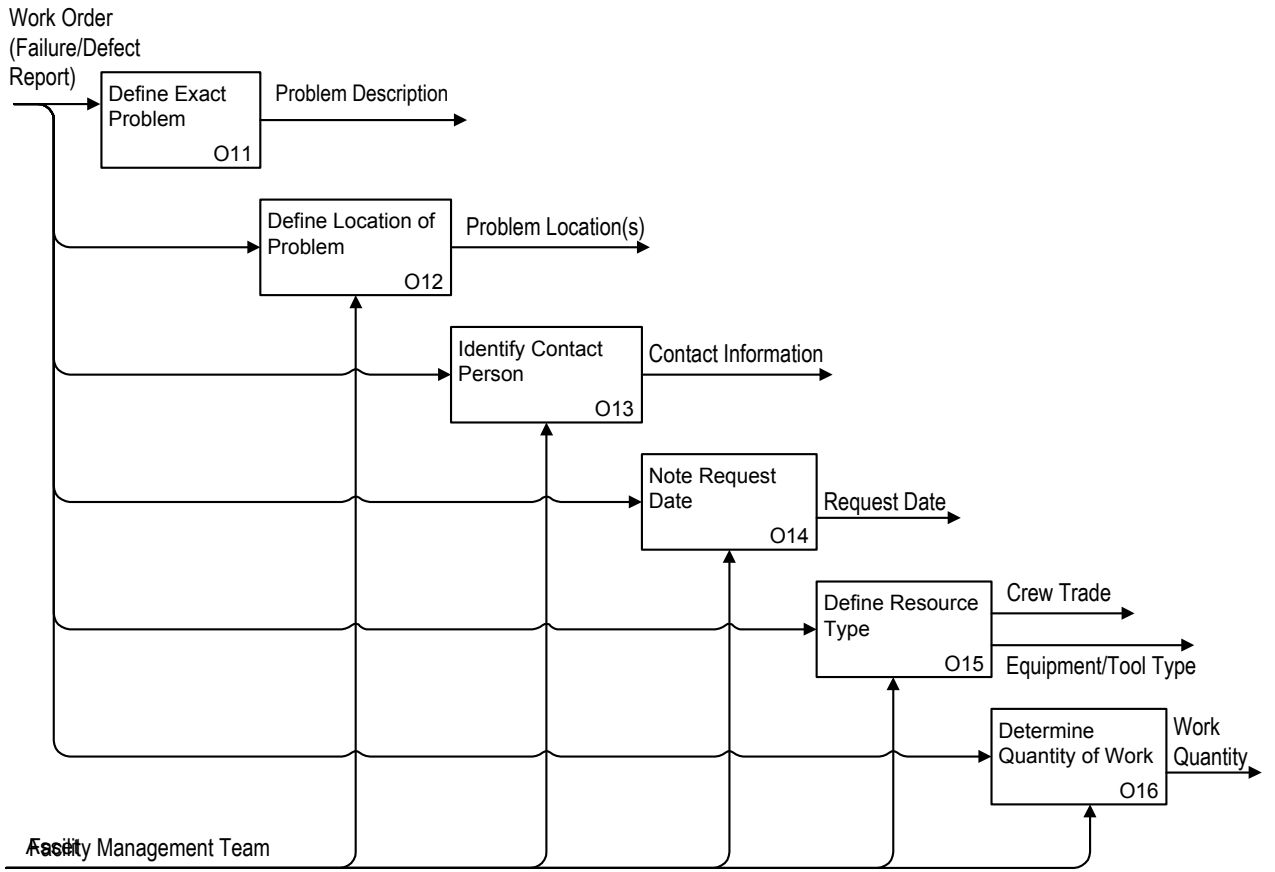 Work Order
(Failure/Defect
Report)
Define Exact
Problem
O11
Problem Description
Define Location of
Problem
O12
Problem Location(s)
Identify Contact
Person
O13
Contact Information
Note Request
Date
O14
Request Date
Define Resource
Type
O15
Crew Trade
Equipment/Tool Type
Determine
Quantity of Work
O16
Work
Quantity
Facility Management Team
Asset